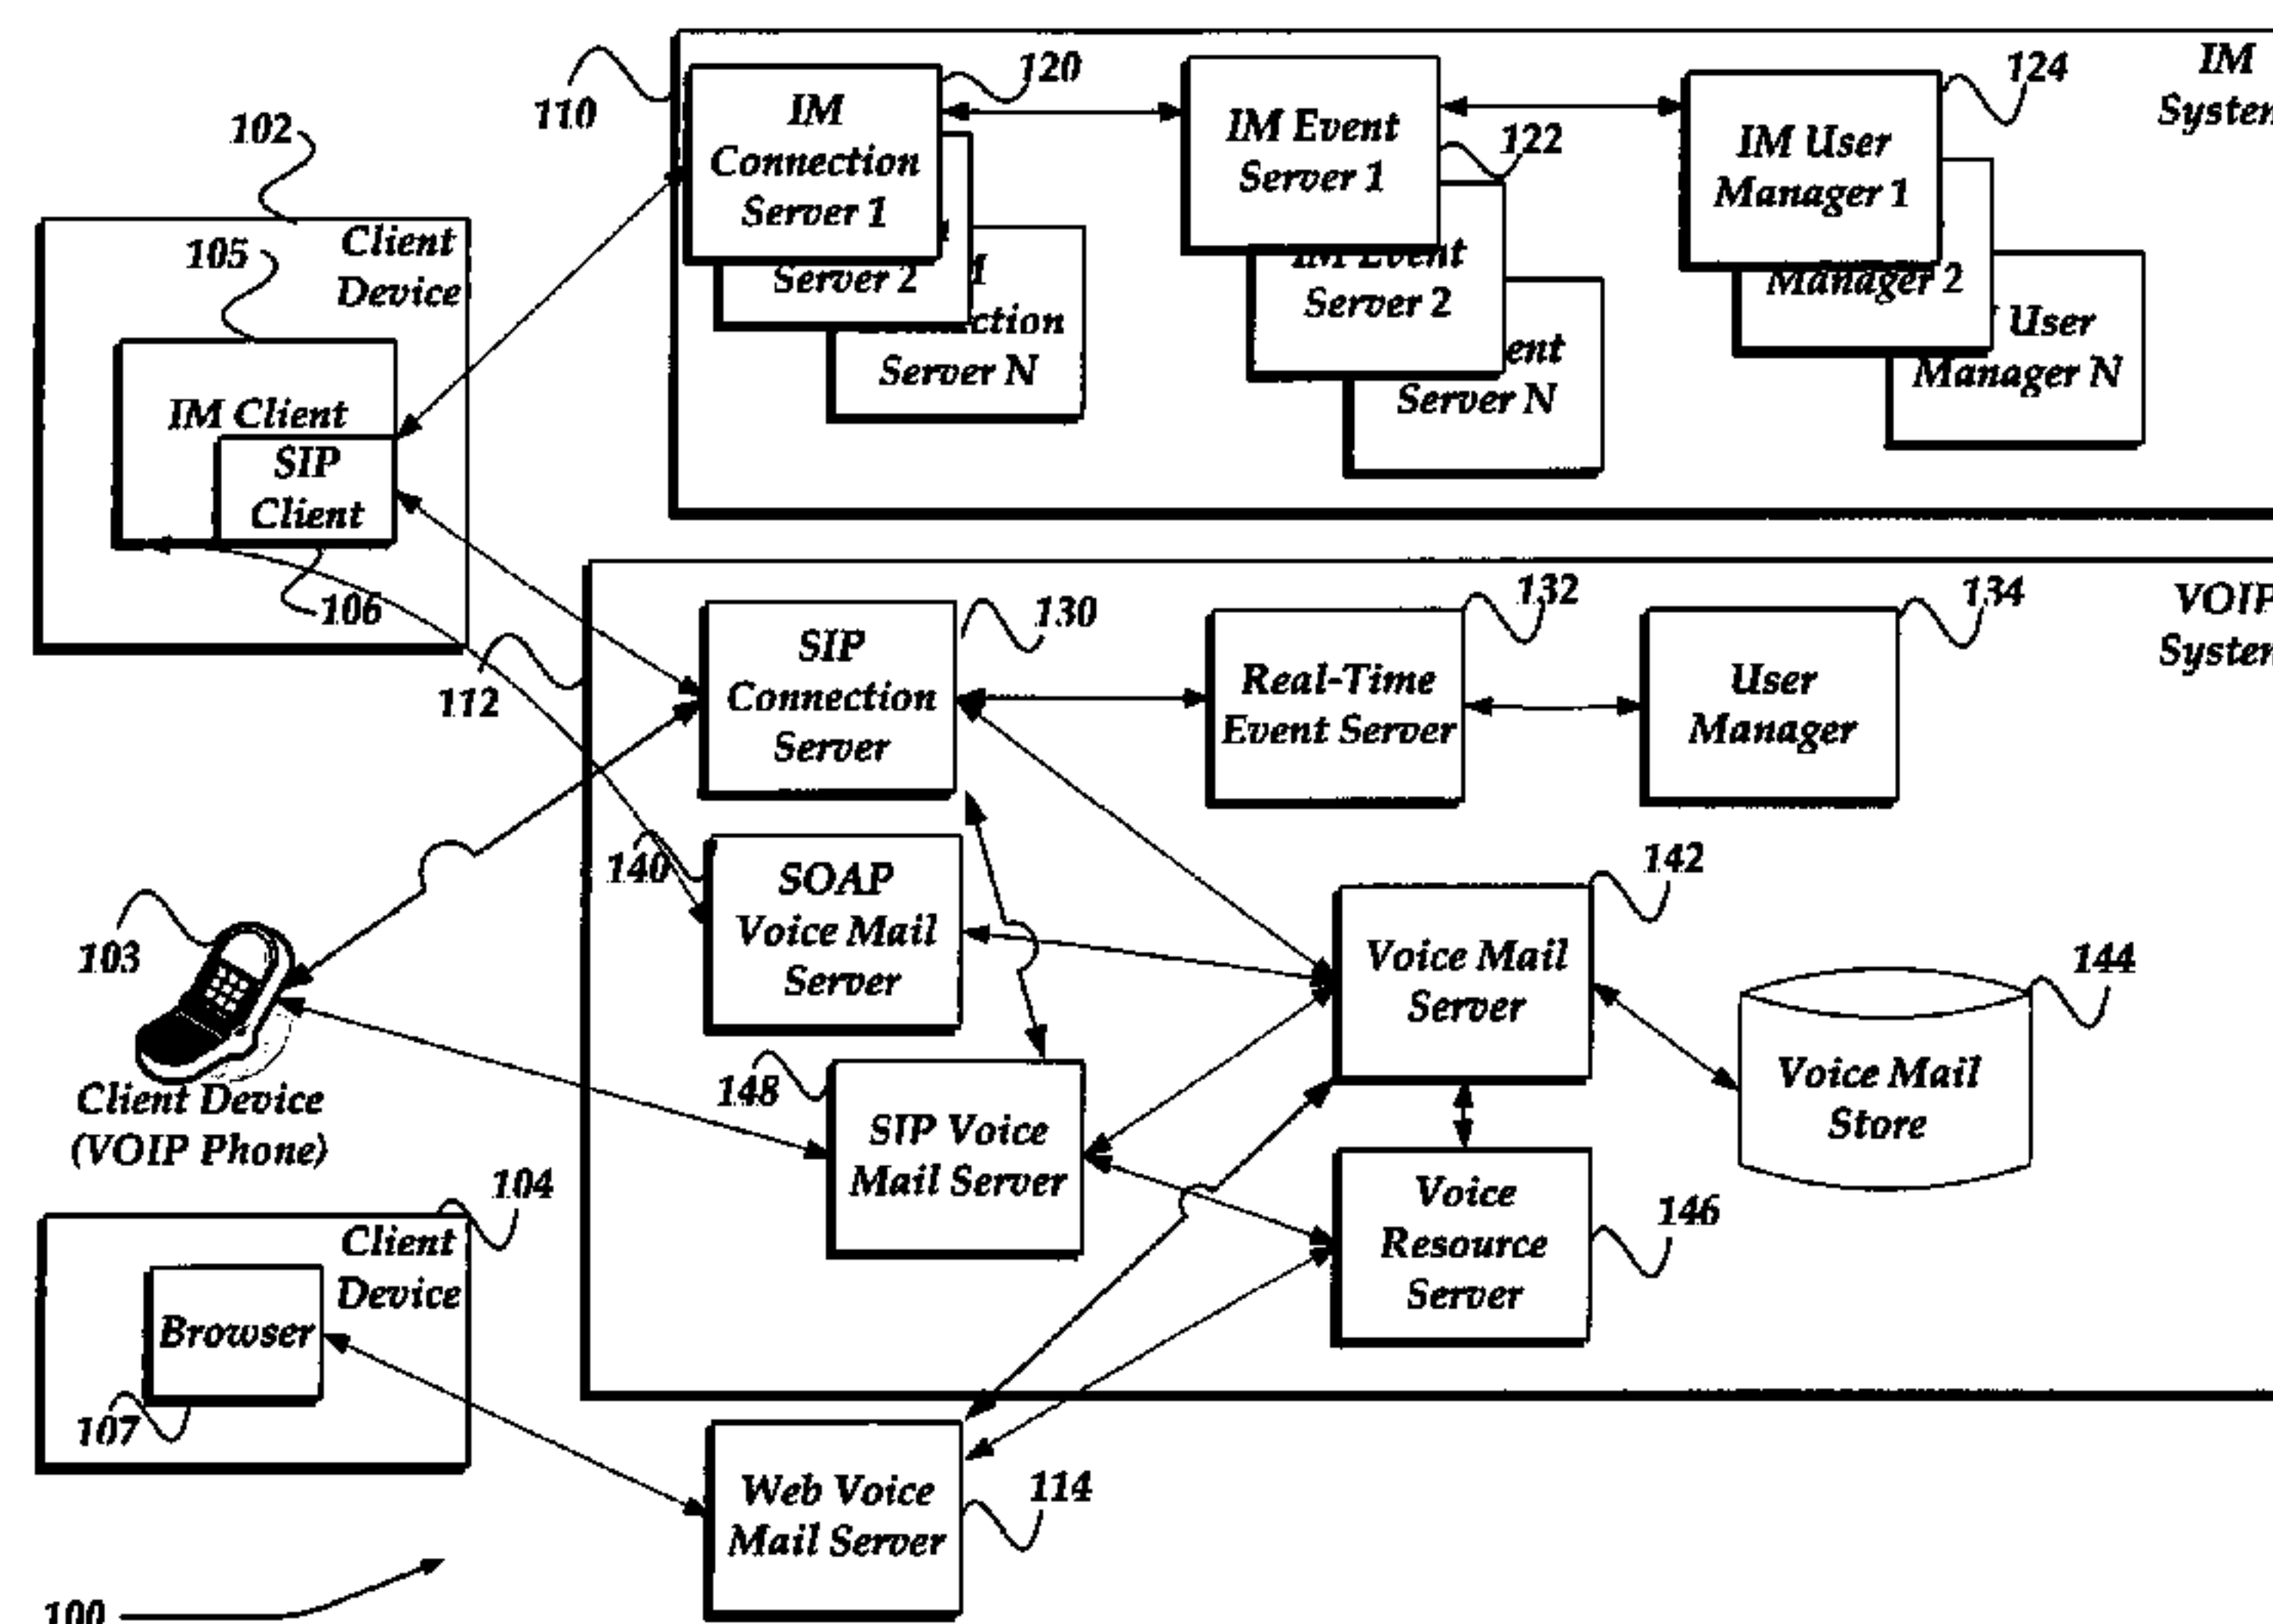 110
120
IM
Connection
Server 1
Server 2
Server N
IM Event
Server 1
122
IM Event
Server 2
Server N
124
IM User
Manager 1
Manager 2
User
Manager N
IM
102
105
Client
Device
IM Client
SIP
Client
106
112
130
SIP
Connection
Server
132
Real-Time
Event Server
134
User
Manager
VOIP
140
SOAP
Voice Mail
Server
142
Voice Mail
Server
144
Voice Mail
Store
103
Client Device
(VOIP Phone)
148
SIP Voice
Mail Server
146
Voice
Resource
Server
104
Client
Device
Browser
107
Web Voice
Mail Server
114
100